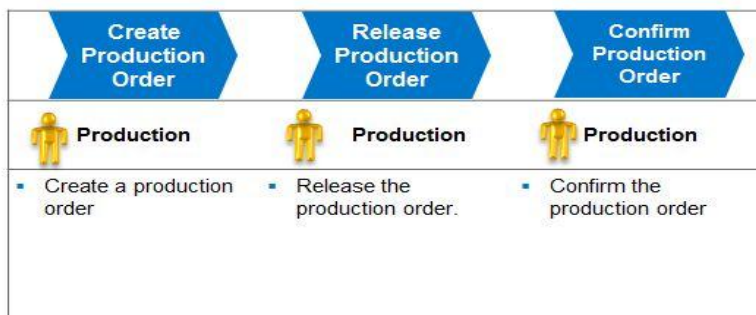 Create
Production
Order
Release
Production
Order
Confirm
Production
Order
Production
Production
Production
Create a production
order
Release the
production order.
Confirm the
production order